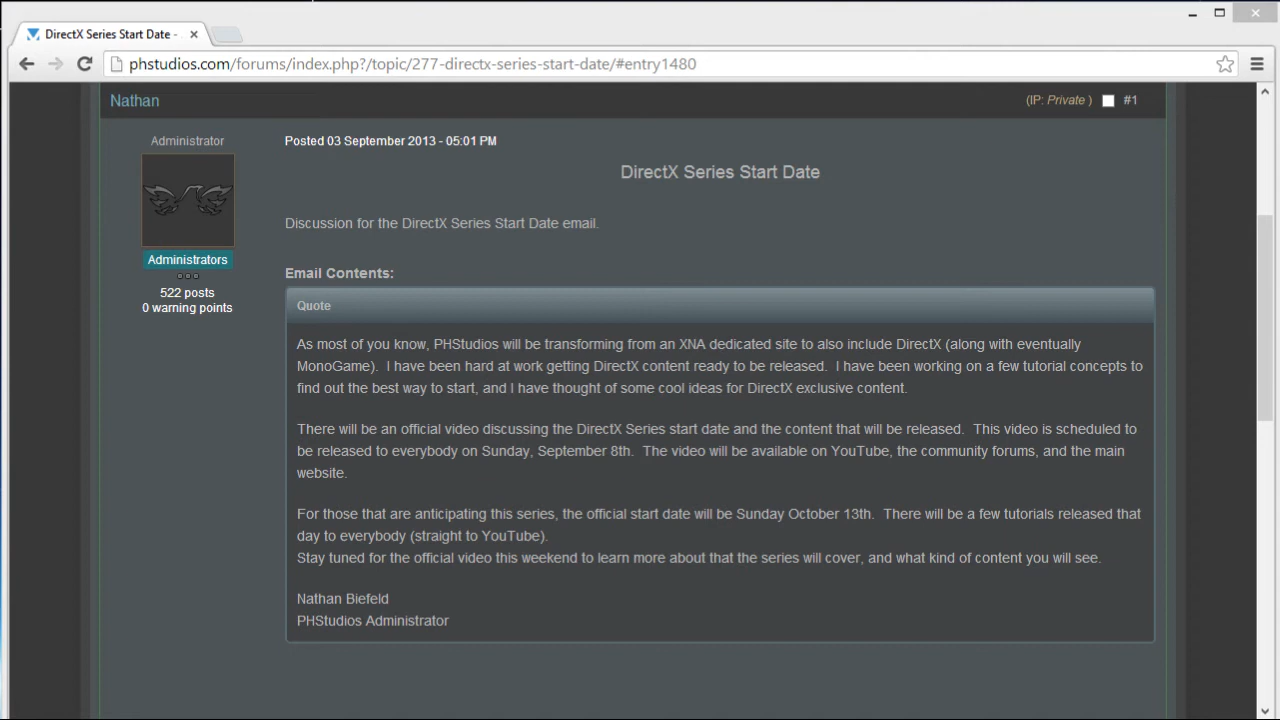 DirectX Series Start Date -
phstudios.com/forums/index.php?/topic/277-directx-series-start-date/#entry1480
Nathan
(IP: Private ) #1
Administrator
Posted 03 September 2013 - 05:01 PM
DirectX Series Start Date
Discussion for the DirectX Series Start Date email.
Administrators
522 posts
0 warning points
Email Contents:
Quote
As most of you know, PHStudios will be transforming from an XNA dedicated site to also include DirectX (along with eventually
MonoGame).  I have been hard at work getting DirectX content ready to be released.  I have been working on a few tutorial concepts to
find out the best way to start, and I have thought of some cool ideas for DirectX exclusive content.
There will be an official video discussing the DirectX Series start date and the content that will be released.  This video is scheduled to
be released to everybody on Sunday, September 8th.  The video will be available on YouTube, the community forums, and the main
website.
For those that are anticipating this series, the official start date will be Sunday October 13th.  There will be a few tutorials released that
day to everybody (straight to YouTube).
Stay tuned for the official video this weekend to learn more about that the series will cover, and what kind of content you will see.
Nathan Biefeld
PHStudios Administrator